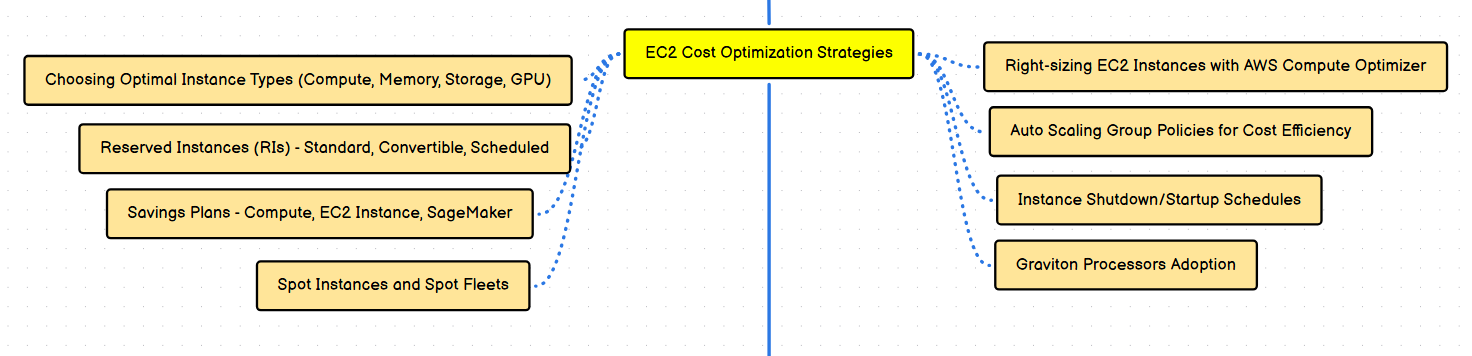 EC2 Cost Optimization Strategies
Choosing Optimal Instance Types (Compute, Memory, Storage, GPU)
Reserved Instances (RIs) - Standard, Convertible, Scheduled
Savings Plans - Compute, EC2 Instance, SageMaker
Spot Instances and Spot Fleets
Right-sizing EC2 Instances with AWS Compute Optimizer
Auto Scaling Group Policies for Cost Efficiency
Instance Shutdown/Startup Schedules
Graviton Processors Adoption